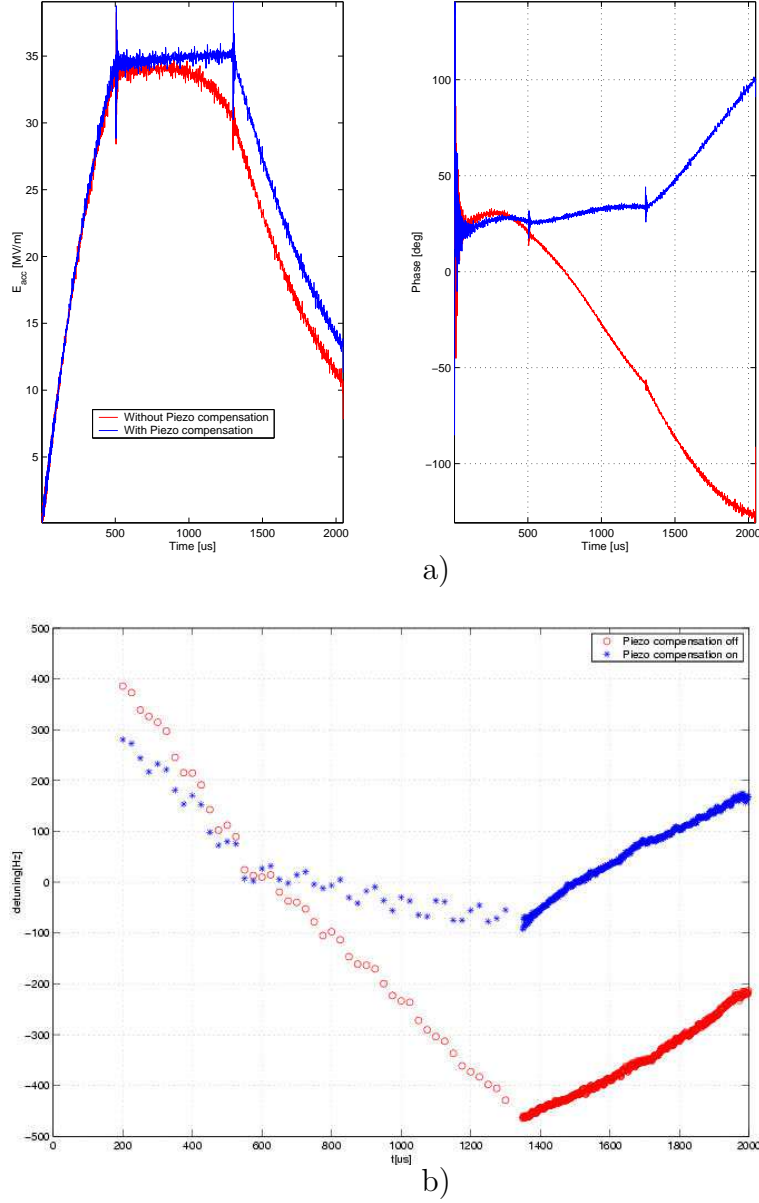 35
30
25
20
15
10
5
E_acc [MV/m]
Without Piezo compensation
With Piezo compensation
500 1000 1500 2000
Time [us]
100
50
0
−50
−100
Phase [deg]
500 1000 1500 2000
Time [us]
a)
500
400
300
200
100
0
-100
-200
-300
-400
-500
detuning[Hz]
Piezo compensation off
Piezo compensation on
0 200 400 600 800 1000 1200 1400 1600 1800 2000
t[us]
b)